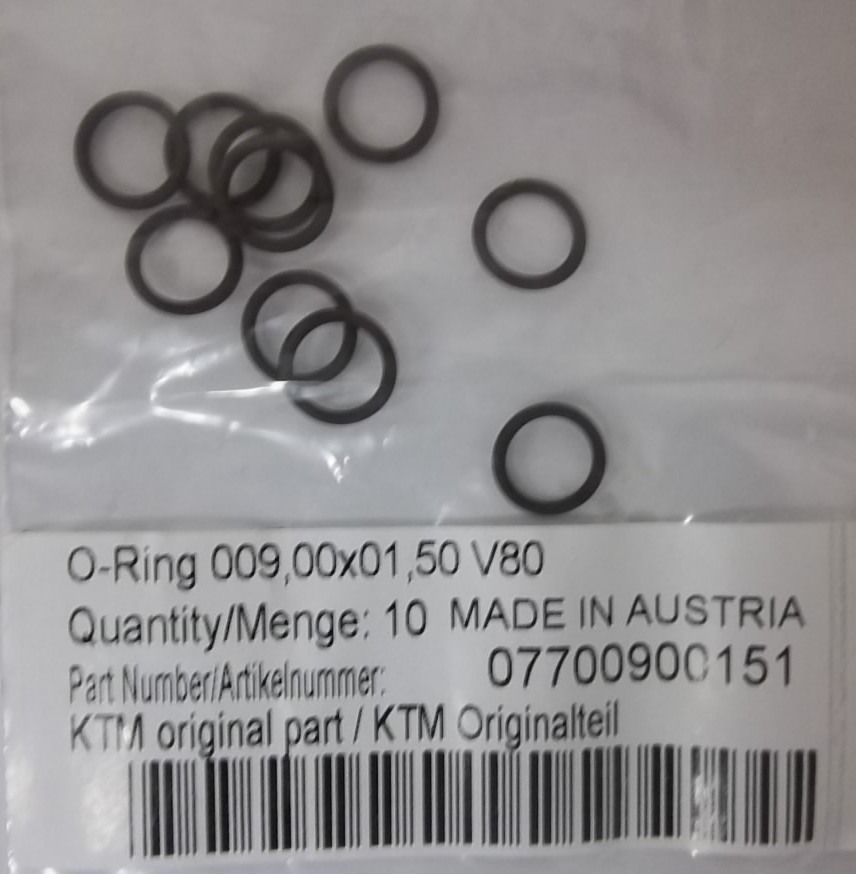 O-Ring 009,00x01,50 V80
Quantity/Menge: 10 MADE IN AUSTRIA
Part Number/Artikelnummer: 07700900151
KTM original part / KTM Originalteil